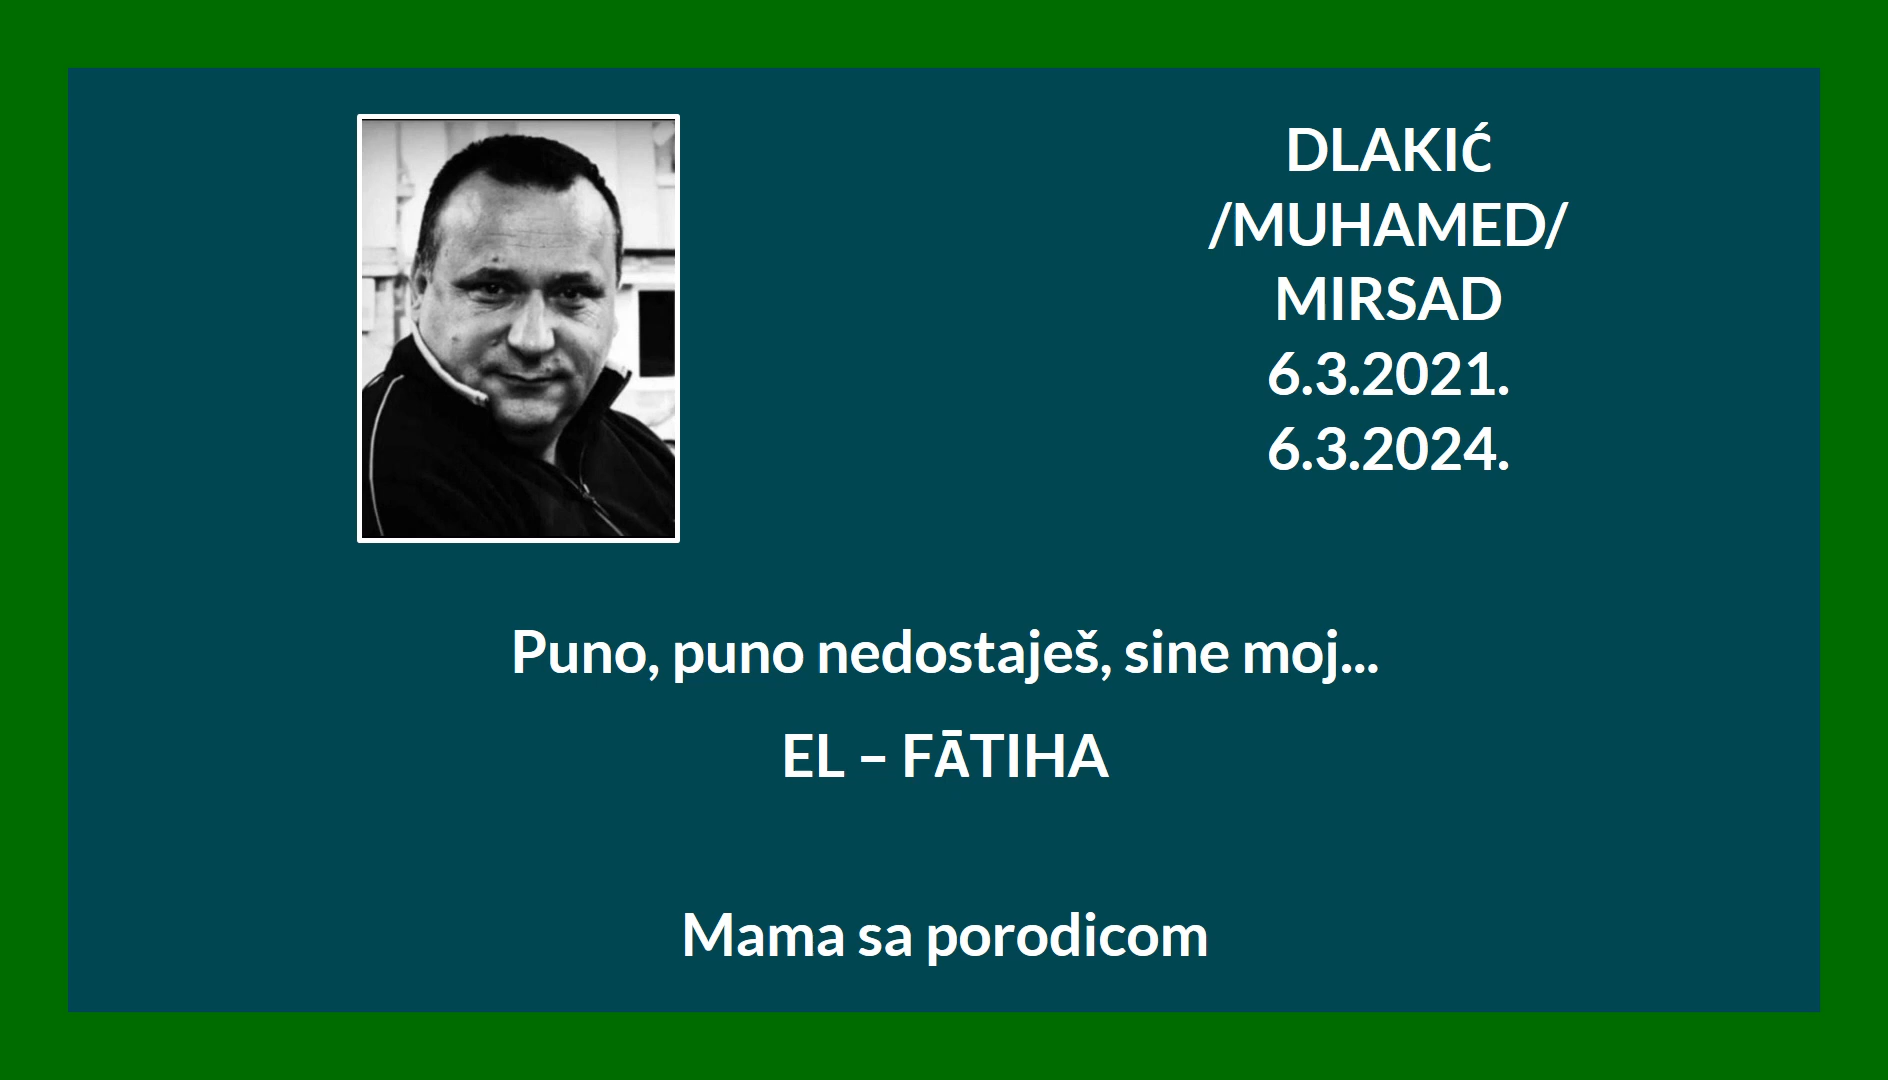 DLAKIĆ
/MUHAMED/
MIRSAD
6.3.2021.
6.3.2024.
Puno, puno nedostaješ, sine moj...
EL – FĀTIHA
Mama sa porodicom